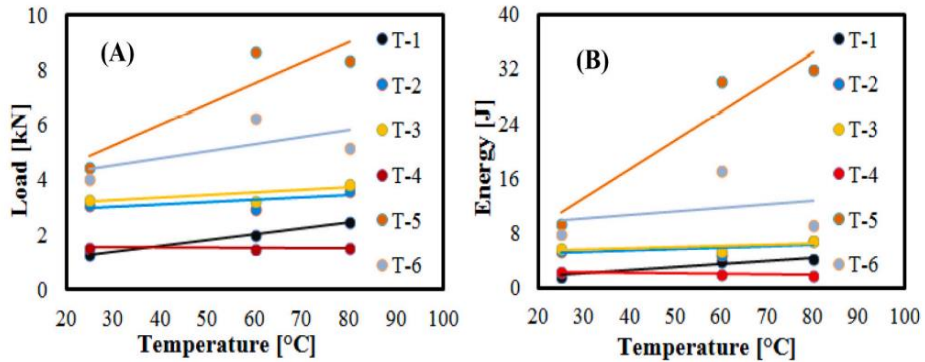 10
8
6
4
2
0
Load [kN]
(A)
T-1
T-2
T-3
T-4
T-5
T-6
20 30 40 50 60 70 80 90 100
Temperature [°C]
40
32
24
16
8
0
Energy [J]
(B)
T-1
T-2
T-3
T-4
T-5
T-6
20 30 40 50 60 70 80 90 100
Temperature [°C]